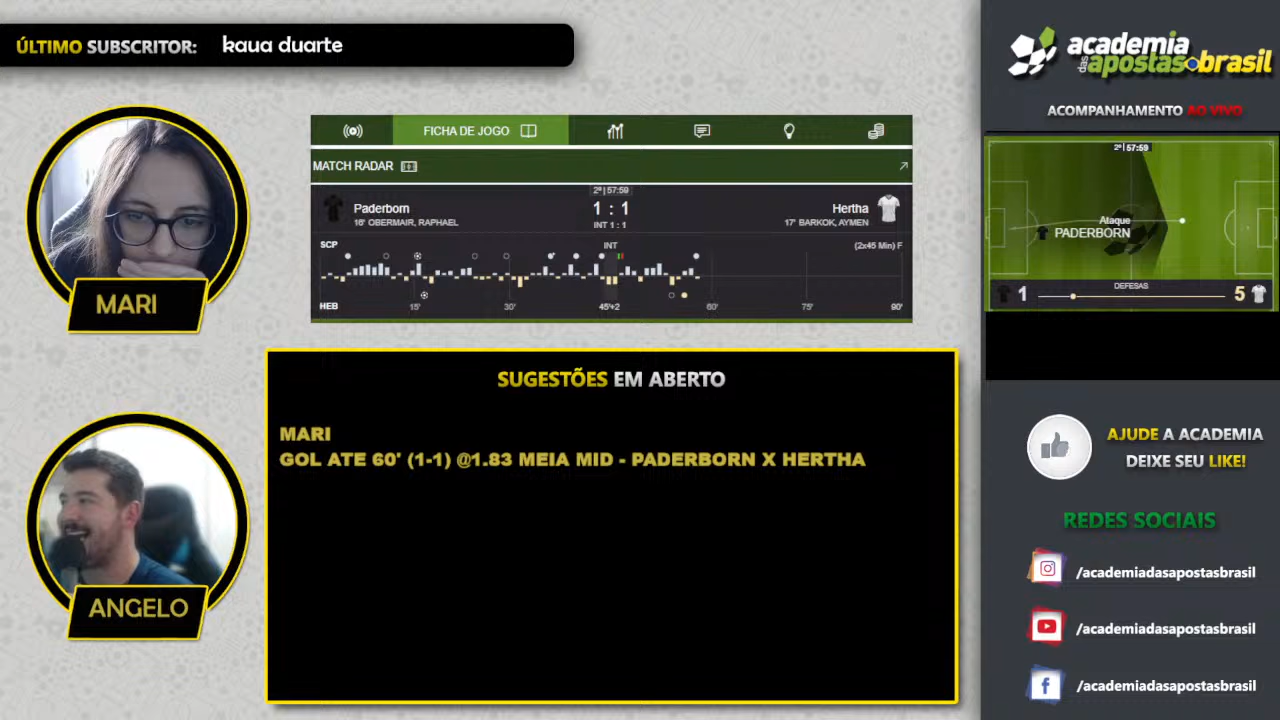 ÚLTIMO SUBSCRITOR: kaua duarte
academia
das apostas brasil
ACOMPANHAMENTO AO VIVO
FICHA DE JOGO
MATCH RADAR
2ª|57:59
Paderborn 1 : 1 Hertha
16' OBERMAIR, RAPHAEL INT 1 : 1 17' BARKOK, AYMEN
SCP INT (2x45 Min) F
HEB 15' 30' 45'+2 60' 75' 90'
2ª|57:59
Ataque
PADERBORN
DEFESAS
1 5
MARI
SUGESTÕES EM ABERTO
MARI
GOL ATE 60' (1-1) @1.83 MEIA MID - PADERBORN X HERTHA
ANGELO
AJUDE A ACADEMIA
DEIXE SEU LIKE!
REDES SOCIAIS
/academiadasapostasbrasil
/academiadasapostasbrasil
/academiadasapostasbrasil